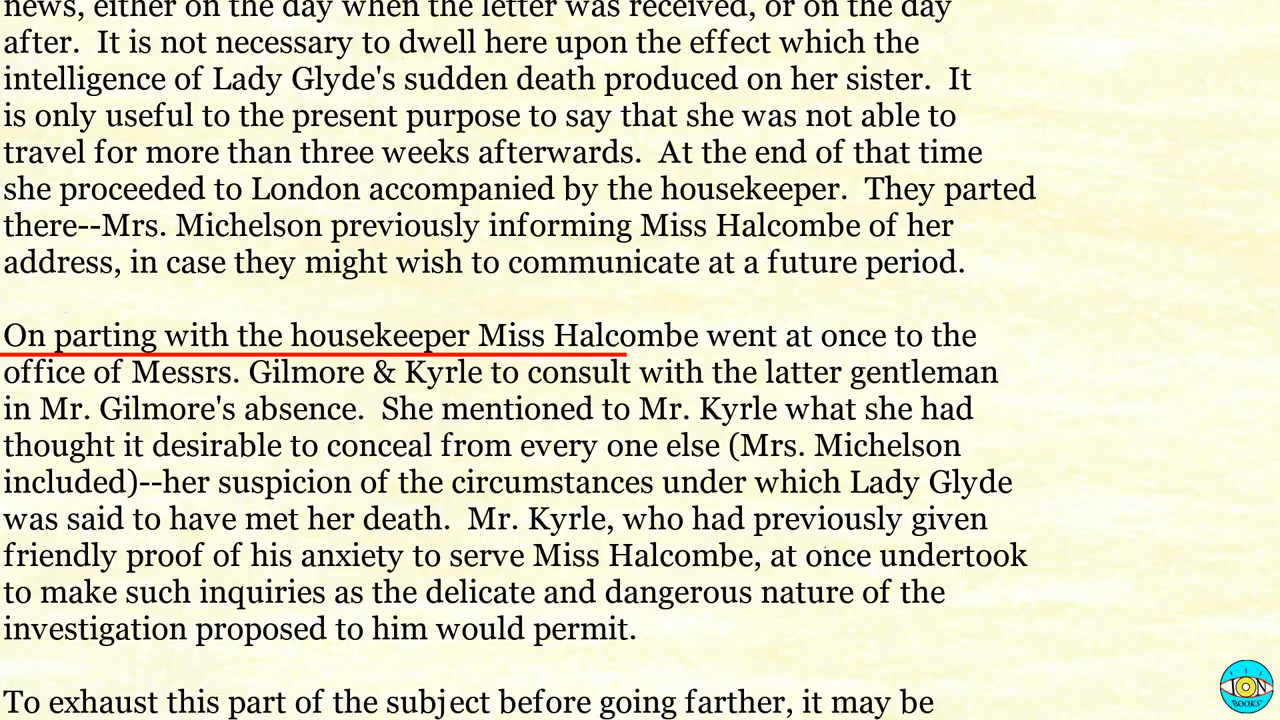 news, either on the day when the letter was received, or on the day
after.  It is not necessary to dwell here upon the effect which the
intelligence of Lady Glyde's sudden death produced on her sister.  It
is only useful to the present purpose to say that she was not able to
travel for more than three weeks afterwards.  At the end of that time
she proceeded to London accompanied by the housekeeper.  They parted
there--Mrs. Michelson previously informing Miss Halcombe of her
address, in case they might wish to communicate at a future period.
On parting with the housekeeper Miss Halcombe went at once to the
office of Messrs. Gilmore & Kyrle to consult with the latter gentleman
in Mr. Gilmore's absence.  She mentioned to Mr. Kyrle what she had
thought it desirable to conceal from every one else (Mrs. Michelson
included)--her suspicion of the circumstances under which Lady Glyde
was said to have met her death.  Mr. Kyrle, who had previously given
friendly proof of his anxiety to serve Miss Halcombe, at once undertook
to make such inquiries as the delicate and dangerous nature of the
investigation proposed to him would permit.
To exhaust this part of the subject before going farther, it may be
ION
BOOKS